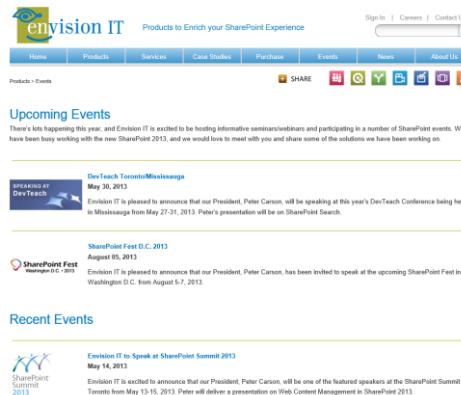 Sign In | Careers | Contact U
envision IT
Products to Enrich your SharePoint Experience
Home Products Services Case Studies Purchase Events News About Us
Products > Events
SHARE
Upcoming Events
There's lots happening this year, and Envision IT is excited to be hosting informative seminars/webinars and participating in a number of SharePoint events. W
have been busy working with the new SharePoint 2013, and we would love to meet with you and share some of the solutions we have been working on.
SPEAKING AT
DevTeach
DevTeach Toronto/Mississauga
May 30, 2013
Envision IT is pleased to announce that our President, Peter Carson, will be speaking at this year's DevTeach Conference being he
in Mississauga from May 27-31, 2013. Peter's presentation will be on SharePoint Search.
SharePoint Fest
Washington D.C. • 2013
SharePoint Fest D.C. 2013
August 05, 2013
Envision IT is pleased to announce that our President, Peter Carson, has been invited to speak at the upcoming SharePoint Fest in
Washington D.C. from August 5-7, 2013.
Recent Events
SharePoint
Summit
2013
Envision IT to Speak at SharePoint Summit 2013
May 14, 2013
Envision IT is excited to announce that our President, Peter Carson, will be one of the featured speakers at the SharePoint Summit
Toronto from May 13-15, 2013. Peter will deliver a presentation on Web Content Management in SharePoint 2013.